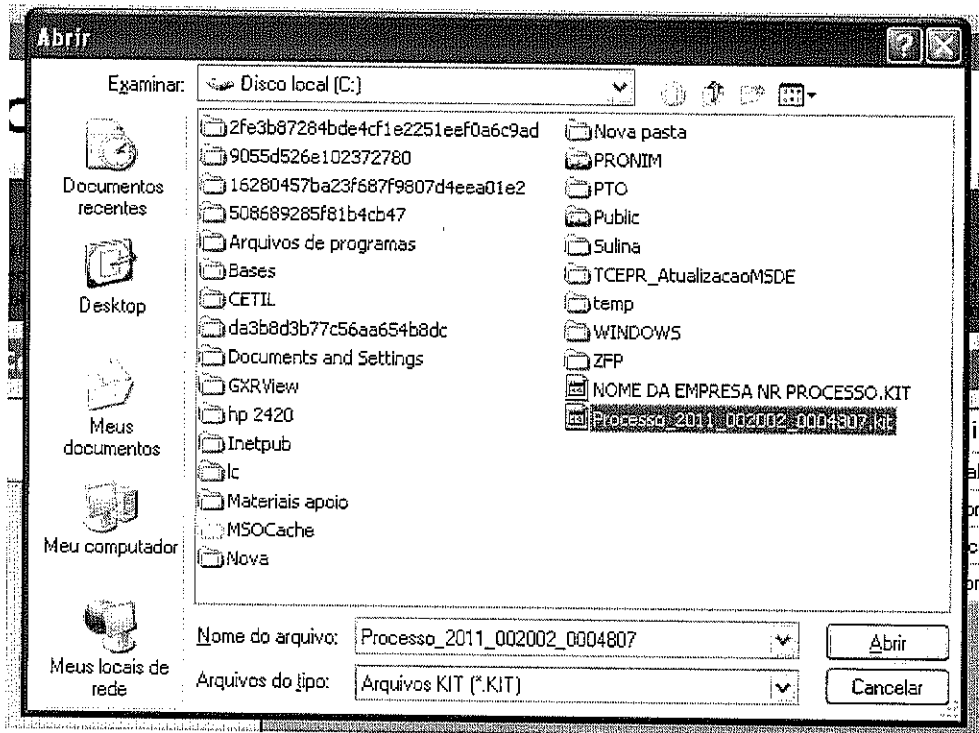 Abrir
Examinar: Disco local (C:)
Documentos
recentes
Desktop
Meus
documentos
Meu computador
Meus locais de
rede
2fe3b87284bde4cf1e2251eef0a6c9ad
9055d526e102372780
16280457ba23f687f9807d4eea01e2
508689285f81b4cb47
Arquivos de programas
Bases
CETIL
da3b8d3b77c56aa654b8dc
Documents and Settings
GXRView
hp 2420
Inetpub
lc
Materiais apoio
MSOCache
Nova
Nova pasta
PRONIM
PTO
Public
Sulina
TCEPR_AtualizacaoMSDE
temp
WINDOWS
ZFP
NOME DA EMPRESA NR PROCESSO.KIT
Processo_2011_002002_0004807.kit
Nome do arquivo: Processo_2011_002002_0004807 Abrir
Arquivos do tipo: Arquivos KIT (*.KIT) Cancelar